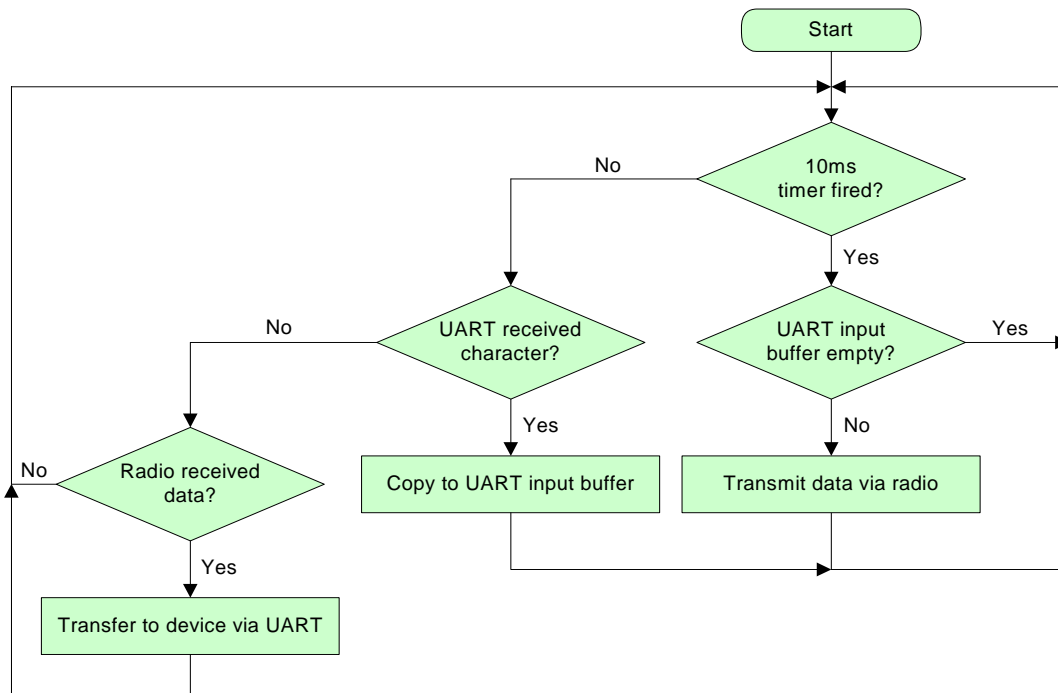 Start
No
10ms
timer fired?
Yes
No
UART received
character?
UART input
buffer empty?
Yes
Yes
No
No
Radio received
data?
Copy to UART input buffer
Transmit data via radio
Yes
Transfer to device via UART